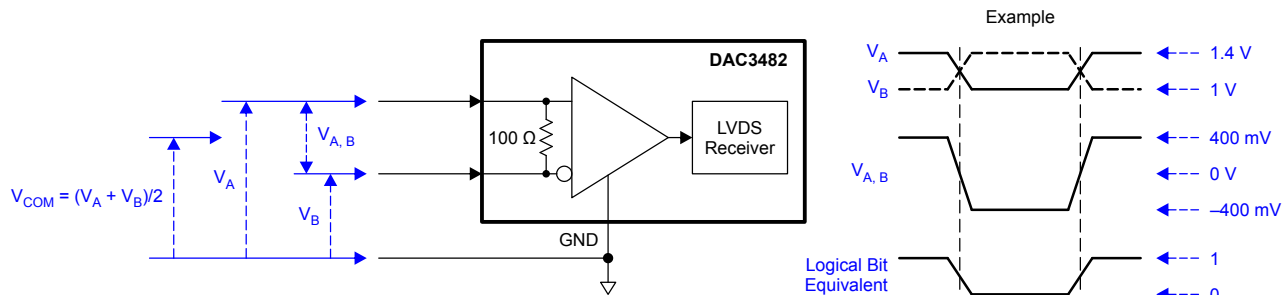 Example
DAC3482
V_A
1.4 V
V_B
1 V
100 Ω
LVDS
Receiver
V_A, B
V_A
V_COM = (V_A + V_B)/2
V_B
400 mV
V_A, B
0 V
–400 mV
GND
Logical Bit
Equivalent
1
0